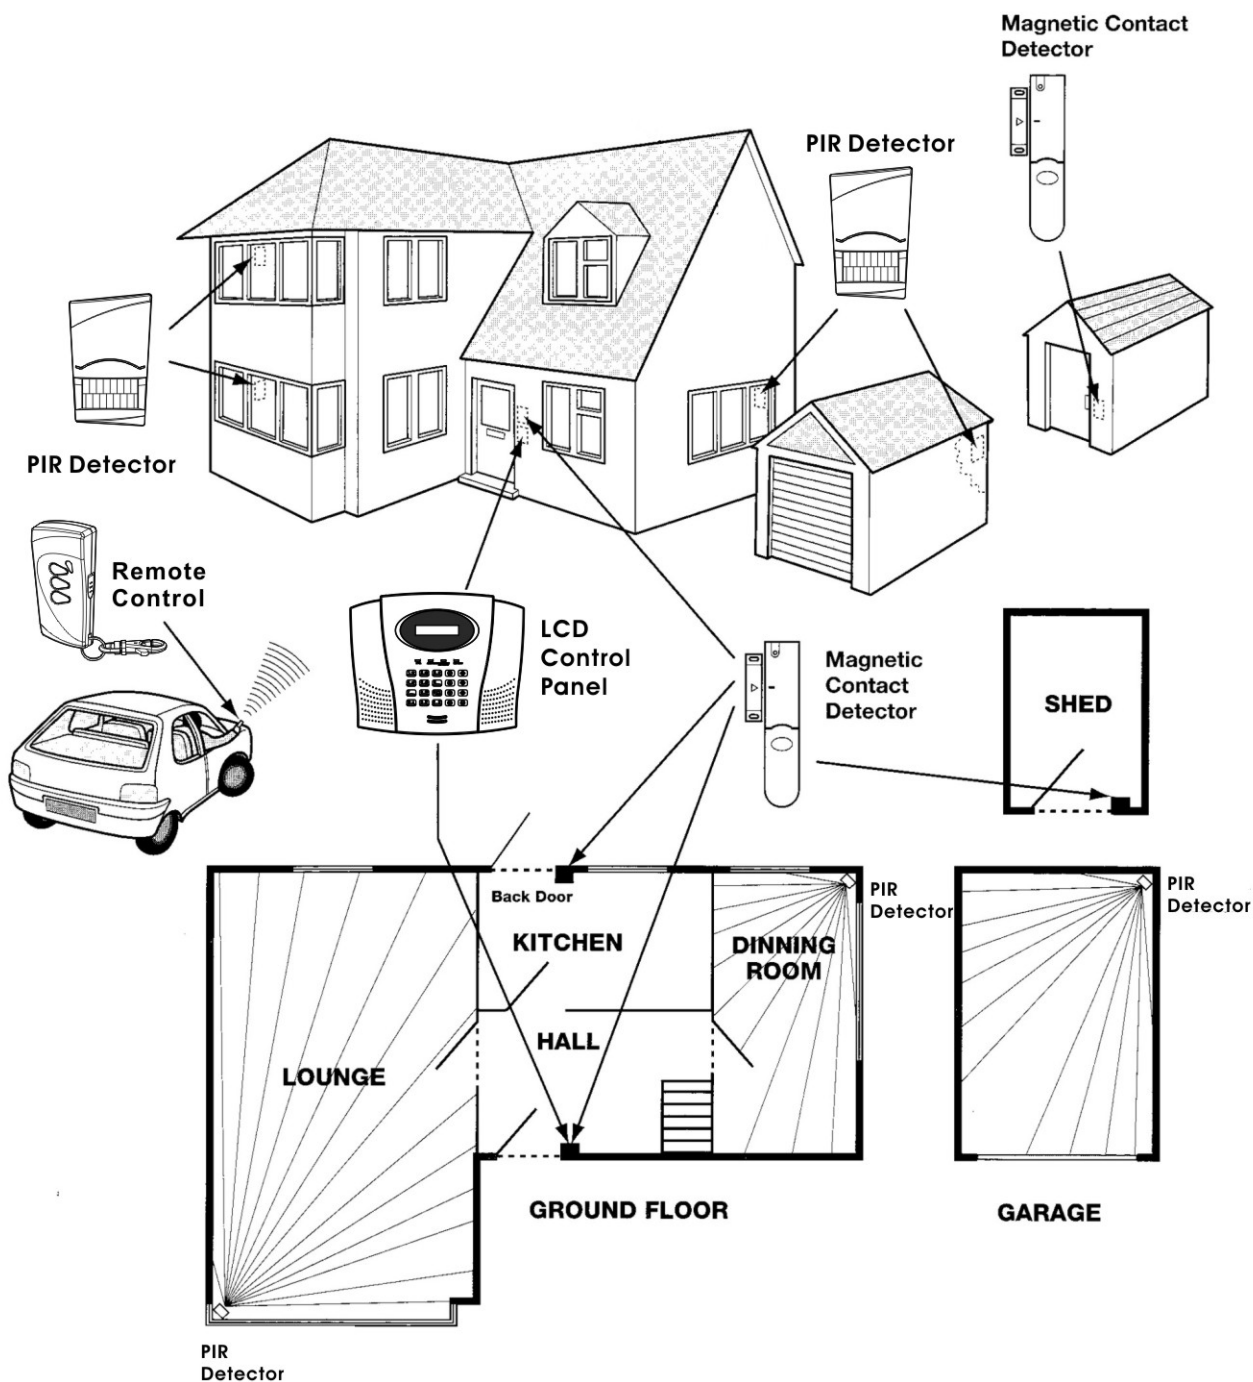 Magnetic Contact
Detector
PIR Detector
PIR Detector
Remote
Control
LCD
Control
Panel
Magnetic
Contact
Detector
SHED
Back Door
KITCHEN
DINNING
ROOM
PIR
Detector
PIR
Detector
HALL
LOUNGE
GROUND FLOOR
GARAGE
PIR
Detector